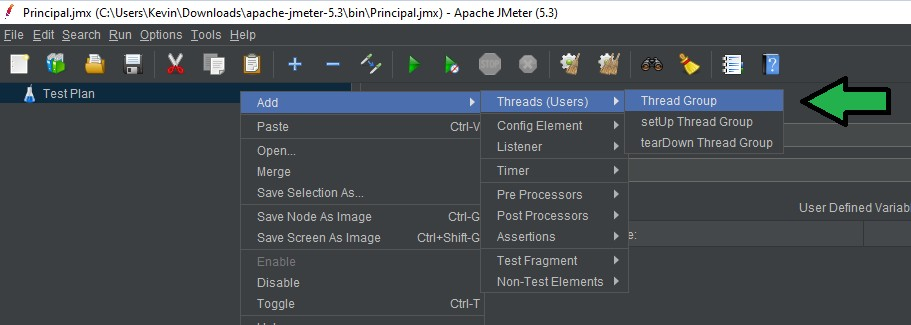 Principal.jmx (C:\Users\Kevin\Downloads\apache-jmeter-5.3\bin\Principal.jmx) - Apache JMeter (5.3)
File Edit Search Run Options Tools Help
Test Plan
Add
Paste Ctrl-V
Open...
Merge
Save Selection As...
Save Node As Image Ctrl-G
Save Screen As Image Ctrl+Shift-G
Enable
Disable
Toggle Ctrl-T
Threads (Users)
Config Element
Listener
Timer
Pre Processors
Post Processors
Assertions
Test Fragment
Non-Test Elements
Thread Group
setUp Thread Group
tearDown Thread Group
User Defined Variab
e: